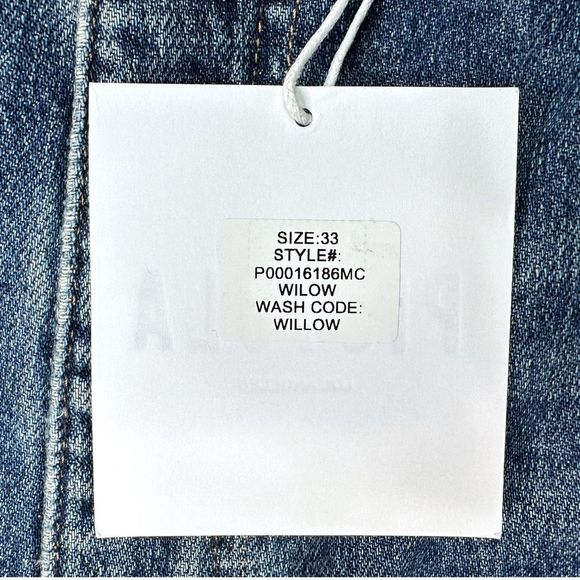 SIZE:33
STYLE#:
P00016186MC
WILOW
WASH CODE:
WILLOW